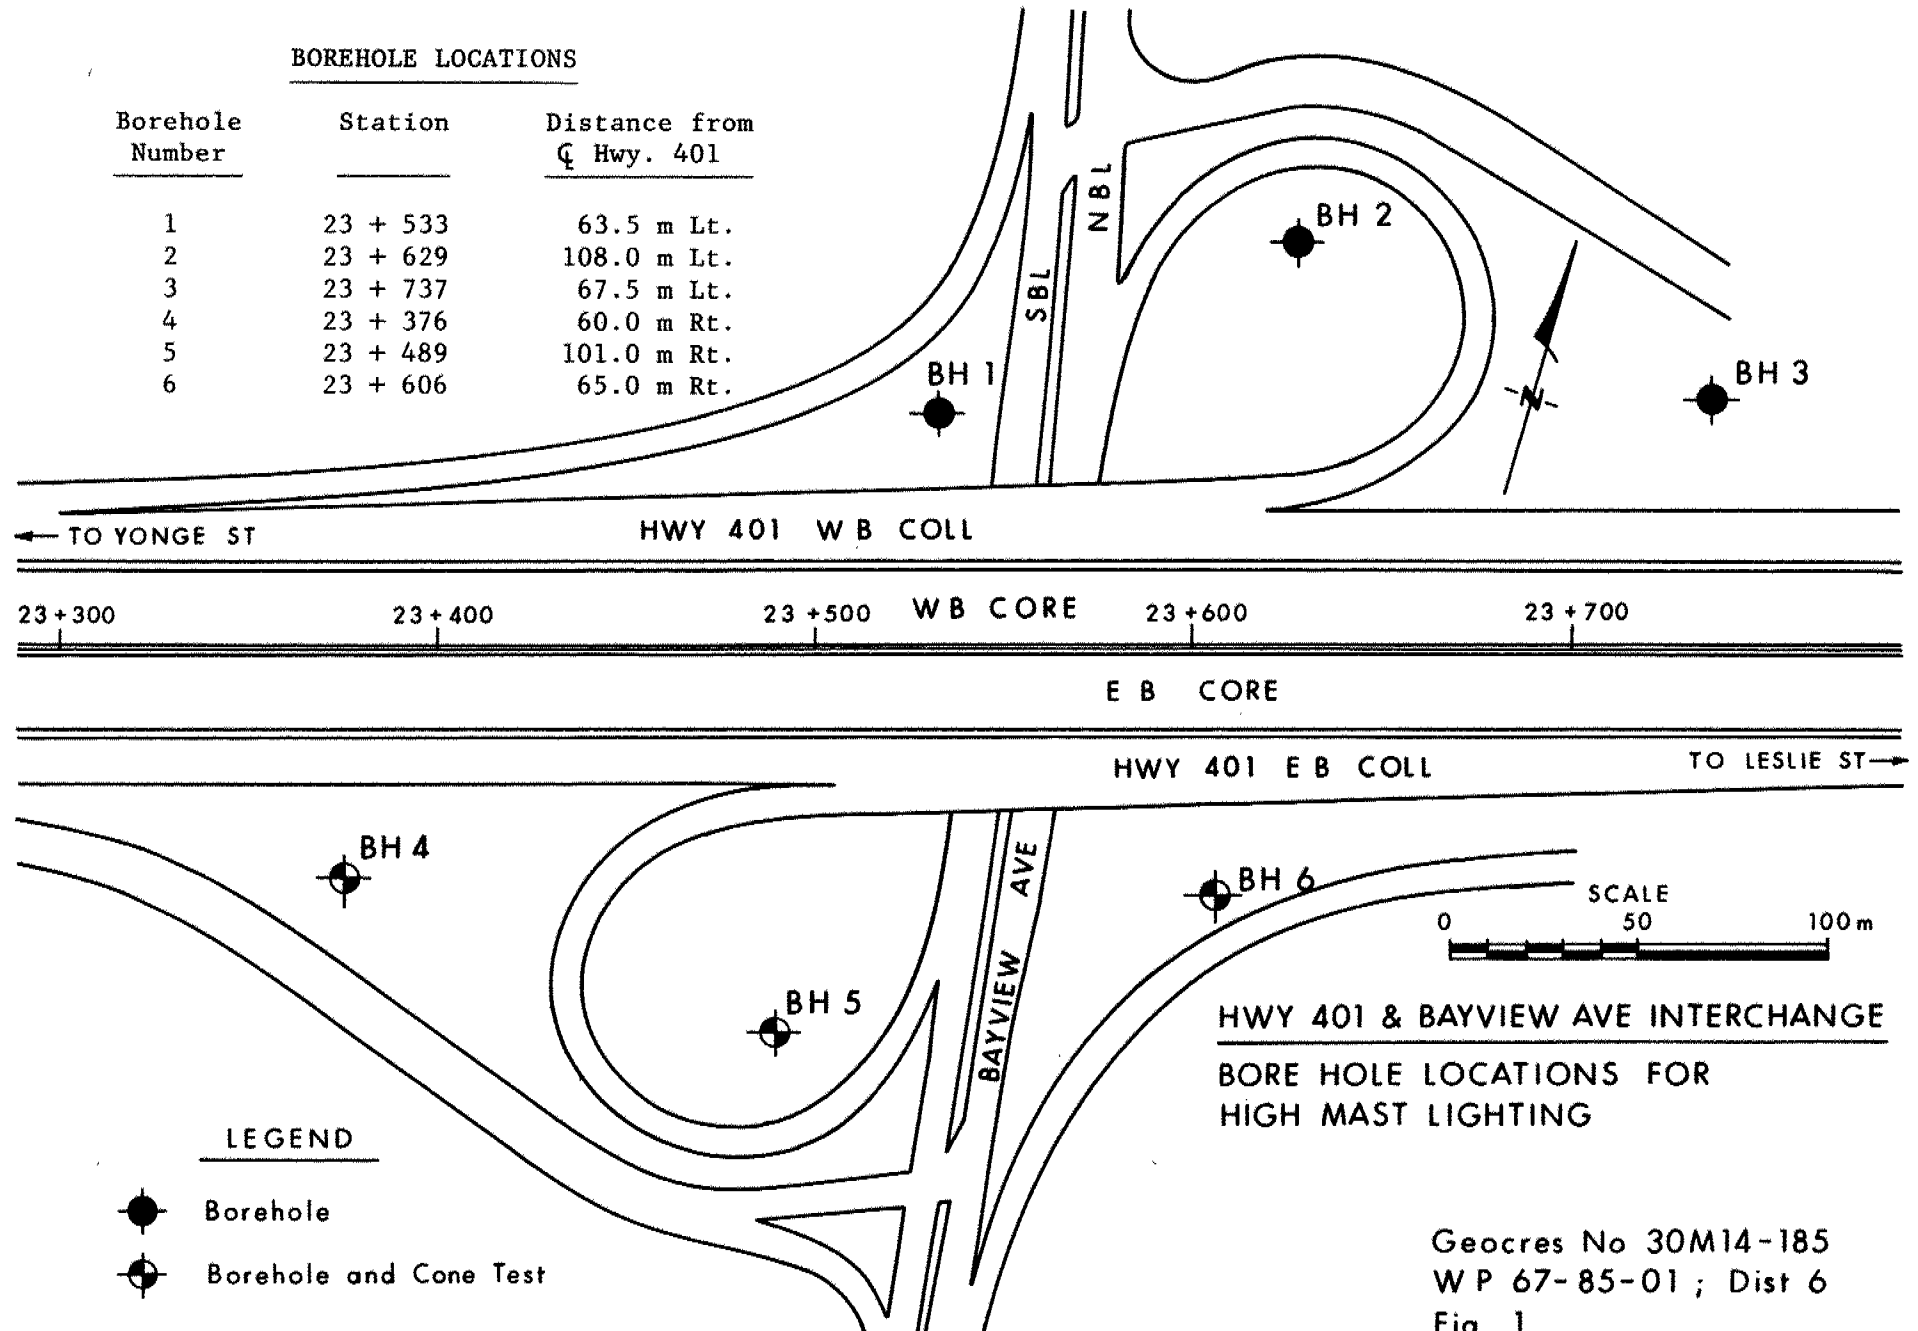 BOREHOLE LOCATIONS
Borehole Number Station Distance from ℄ Hwy. 401
1 23 + 533 63.5 m Lt.
2 23 + 629 108.0 m Lt.
3 23 + 737 67.5 m Lt.
4 23 + 376 60.0 m Rt.
5 23 + 489 101.0 m Rt.
6 23 + 606 65.0 m Rt.
NBL
SBL
BH 1
BH 2
BH 3
N
TO YONGE ST
HWY 401 WB COLL
23+300 23+400 23+500 WB CORE 23+600 23+700
EB CORE
HWY 401 EB COLL
TO LESLIE ST
BH 4
BH 5
BH 6
BAYVIEW AVE
SCALE
0 50 100 m
HWY 401 & BAYVIEW AVE INTERCHANGE
BORE HOLE LOCATIONS FOR
HIGH MAST LIGHTING
LEGEND
Borehole
Borehole and Cone Test
Geocres No 30M14-185
WP 67-85-01 ; Dist 6
Fig 1